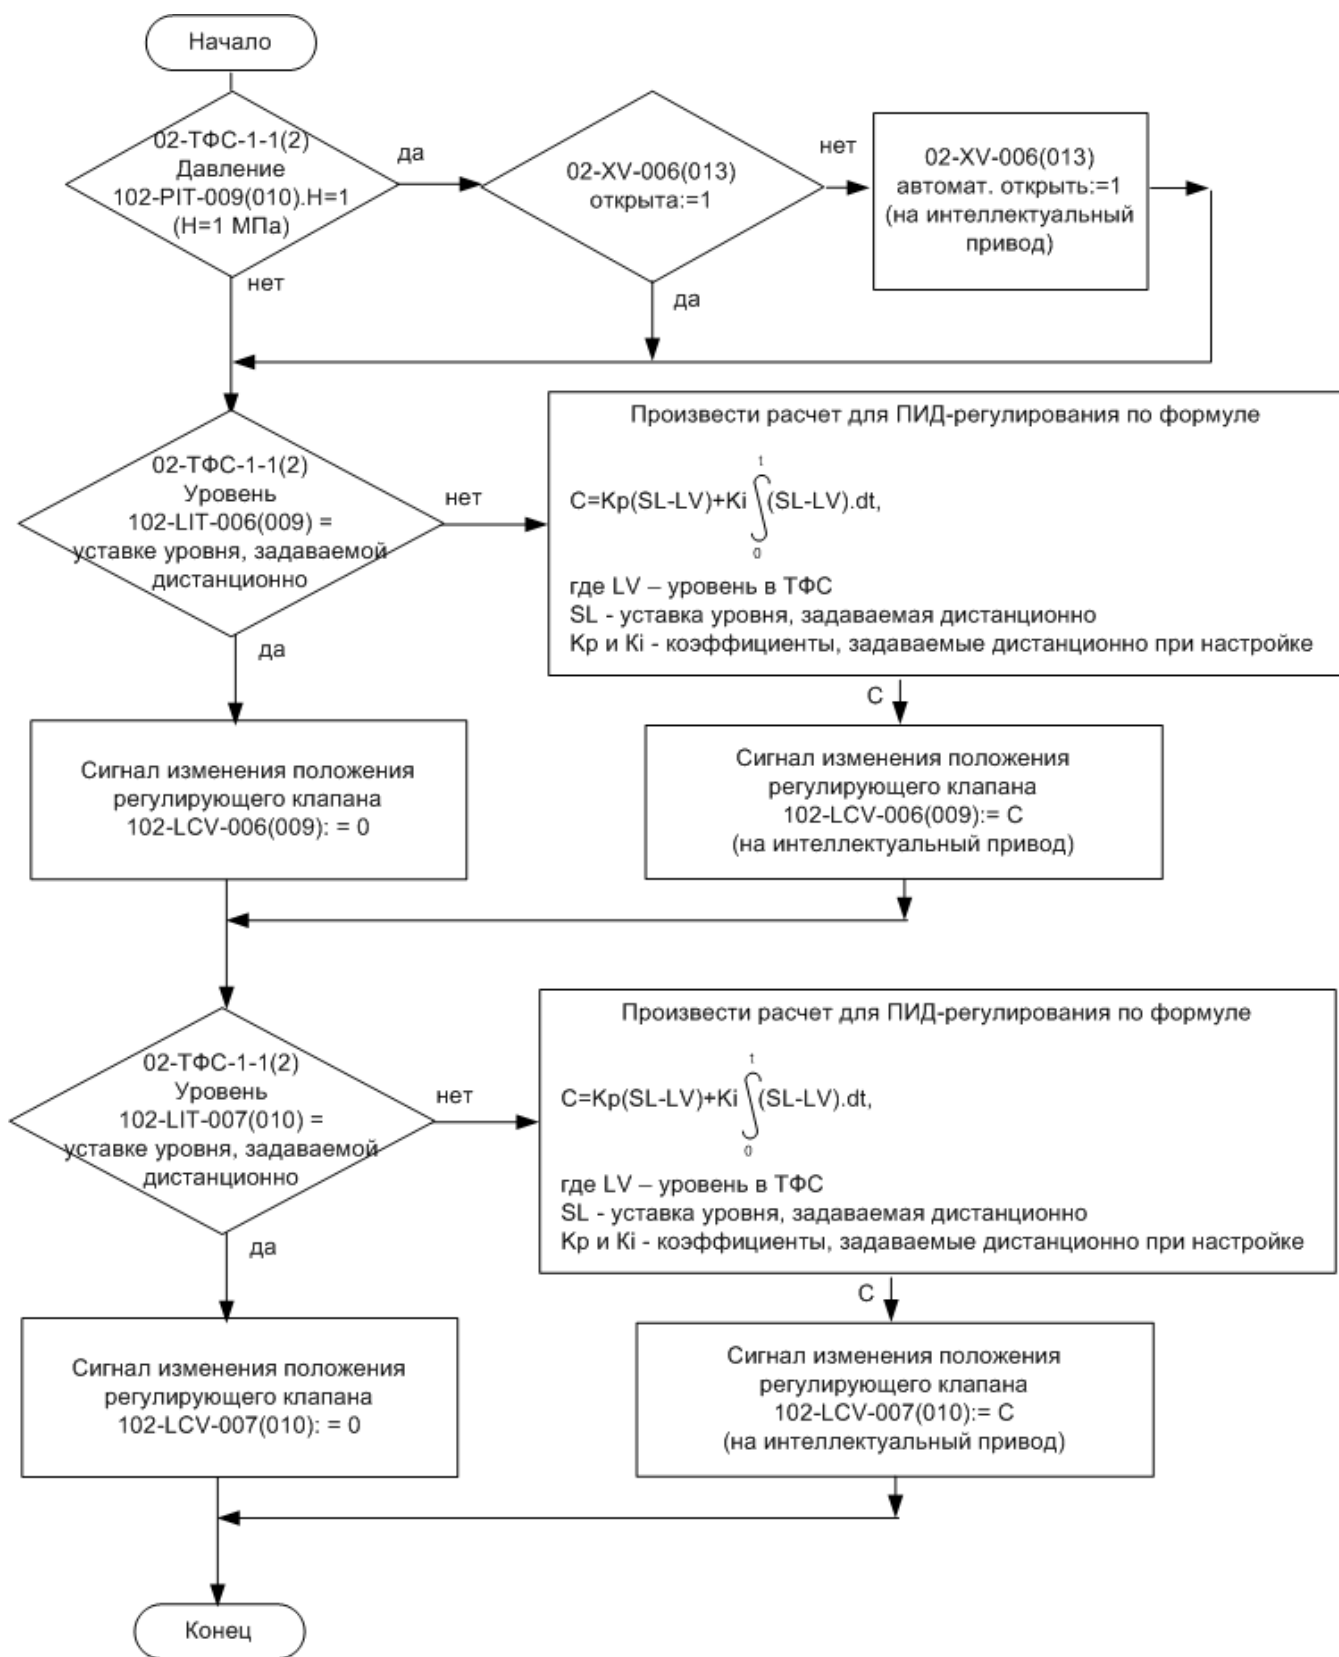 Начало
02-ТФС-1-1(2)
Давление
102-PIT-009(010).H=1
(H=1 МПа)
да
нет
02-XV-006(013)
открыта:=1
нет
да
02-XV-006(013)
автомат. открыть:=1
(на интеллектуальный
привод)
02-ТФС-1-1(2)
Уровень
102-LIT-006(009) =
уставке уровня, задаваемой
дистанционно
нет
да
Произвести расчет для ПИД-регулирования по формуле
t
C=Kp(SL-LV)+Ki∫(SL-LV).dt,
0
где LV – уровень в ТФС
SL - уставка уровня, задаваемая дистанционно
Kp и Ki - коэффициенты, задаваемые дистанционно при настройке
C
Сигнал изменения положения
регулирующего клапана
102-LCV-006(009): = 0
Сигнал изменения положения
регулирующего клапана
102-LCV-006(009):= C
(на интеллектуальный привод)
02-ТФС-1-1(2)
Уровень
102-LIT-007(010) =
уставке уровня, задаваемой
дистанционно
нет
да
Произвести расчет для ПИД-регулирования по формуле
t
C=Kp(SL-LV)+Ki∫(SL-LV).dt,
0
где LV – уровень в ТФС
SL - уставка уровня, задаваемая дистанционно
Kp и Ki - коэффициенты, задаваемые дистанционно при настройке
C
Сигнал изменения положения
регулирующего клапана
102-LCV-007(010): = 0
Сигнал изменения положения
регулирующего клапана
102-LCV-007(010):= C
(на интеллектуальный привод)
Конец